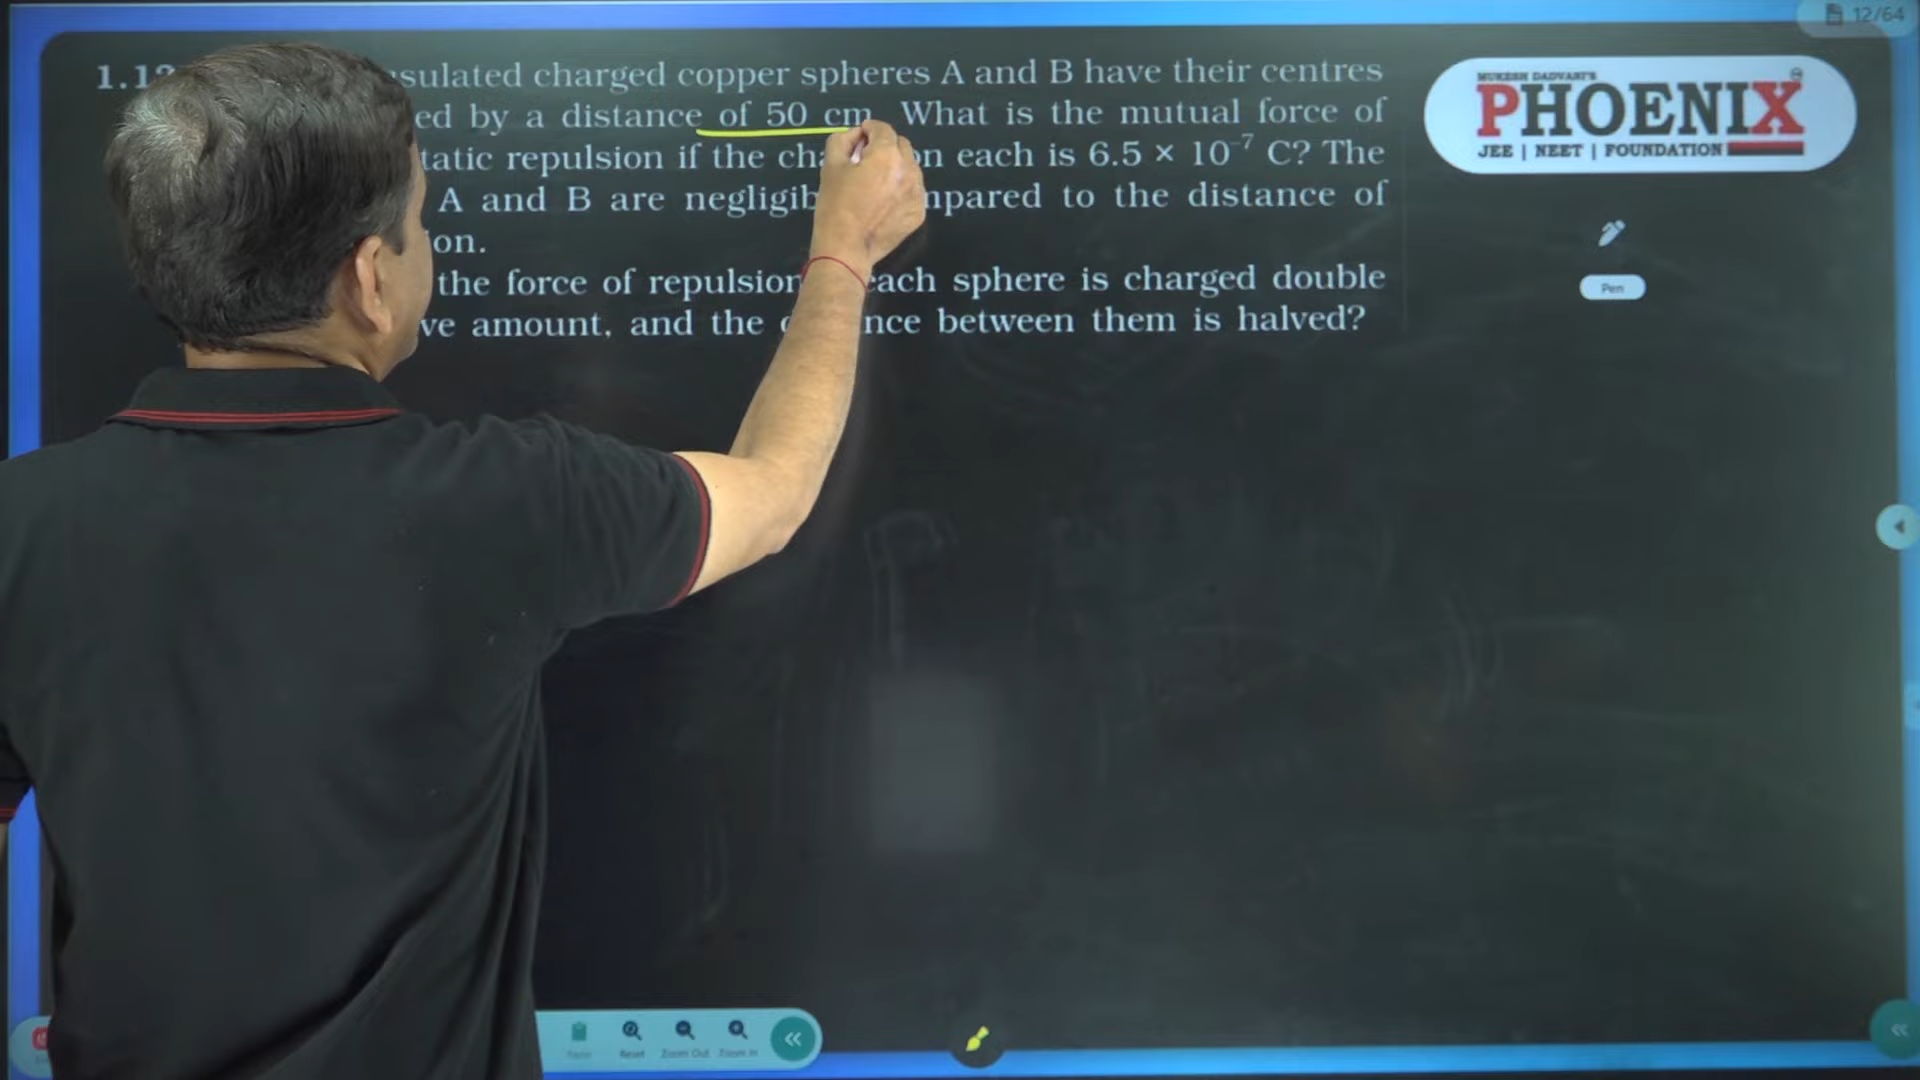 12/64
sulated charged copper spheres A and B have their centres
ed by a distance of 50 cm What is the mutual force of
tatic repulsion if the cha on each is 6.5 × 10⁻⁷ C? The
A and B are negligib mpared to the distance of
on.
the force of repulsion each sphere is charged double
ve amount, and the nce between them is halved?
MUKESH DADVANI'S
PHOENIX
JEE | NEET | FOUNDATION
Pen
Reset Zoom Out Zoom In